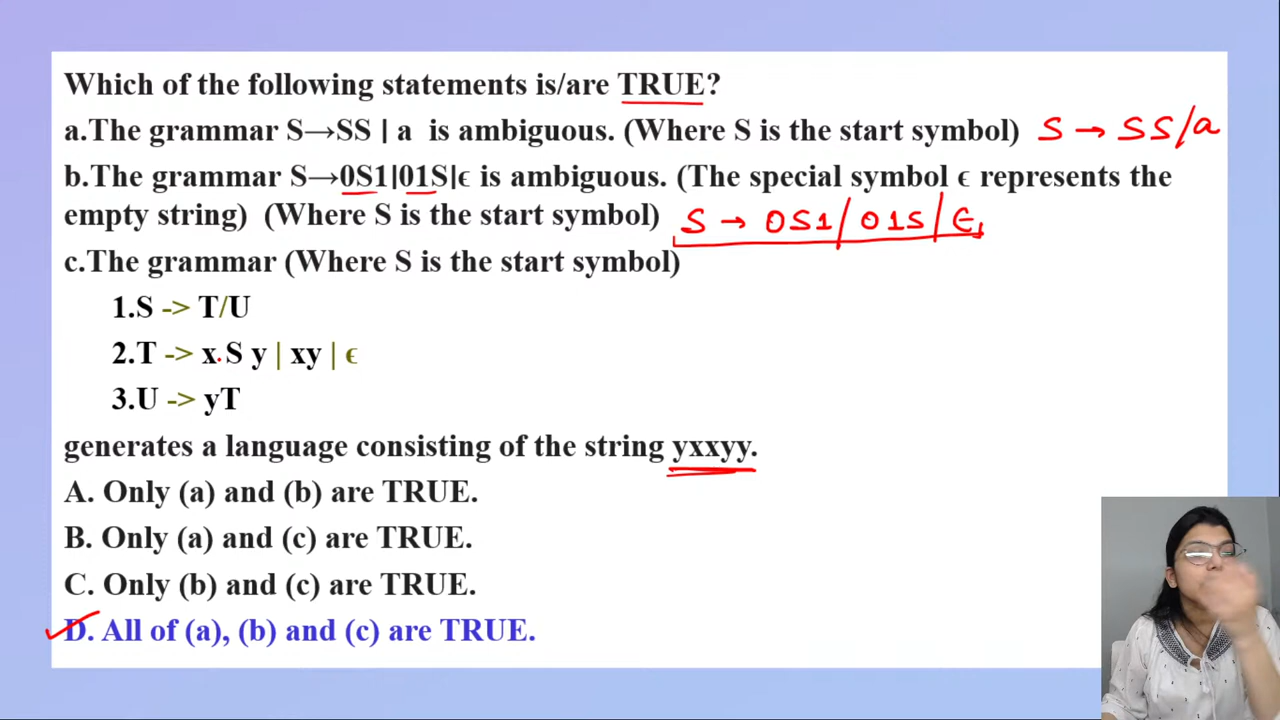 Which of the following statements is/are TRUE?
a.The grammar S→SS | a is ambiguous. (Where S is the start symbol) S → SS/a
b.The grammar S→0S1|01S|ϵ is ambiguous. (The special symbol ϵ represents the
empty string) (Where S is the start symbol) S → 0S1/01S/ϵ
c.The grammar (Where S is the start symbol)
1.S -> T/U
2.T -> x S y | xy | ϵ
3.U -> yT
generates a language consisting of the string yxxyy.
A. Only (a) and (b) are TRUE.
B. Only (a) and (c) are TRUE.
C. Only (b) and (c) are TRUE.
D. All of (a), (b) and (c) are TRUE.